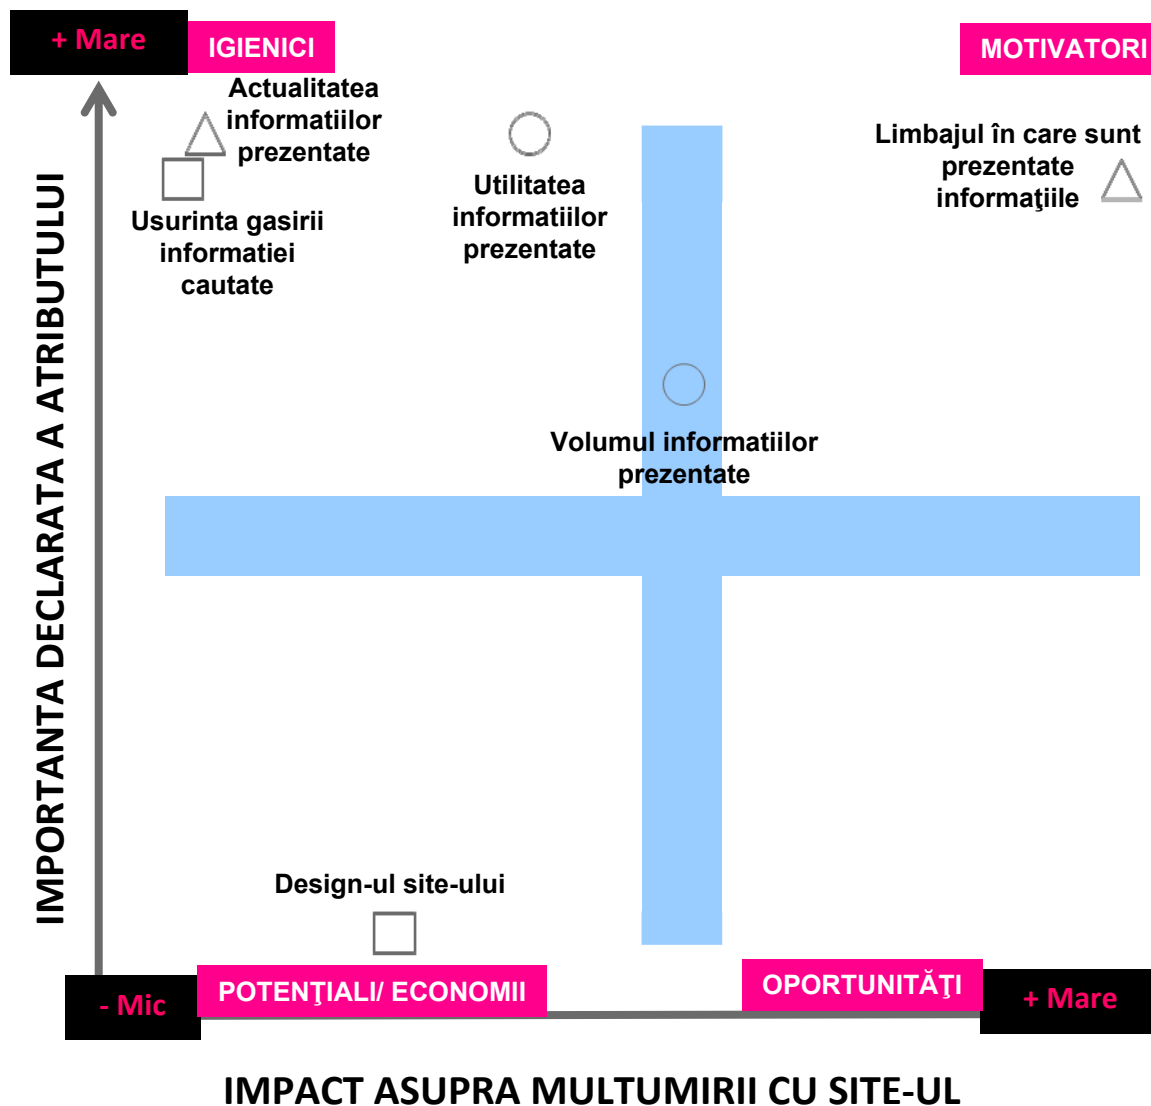 + Mare
IGIENICI
MOTIVATORI
Actualitatea
informatiilor
prezentate
Usurinta gasirii
informatiei
cautate
Utilitatea
informatiilor
prezentate
Limbajul în care sunt
prezentate
informaţiile
Volumul informatiilor
prezentate
IMPORTANTA DECLARATA A ATRIBUTULUI
Design-ul site-ului
- Mic
POTENŢIALI/ ECONOMII
OPORTUNITĂŢI
+ Mare
IMPACT ASUPRA MULTUMIRII CU SITE-UL